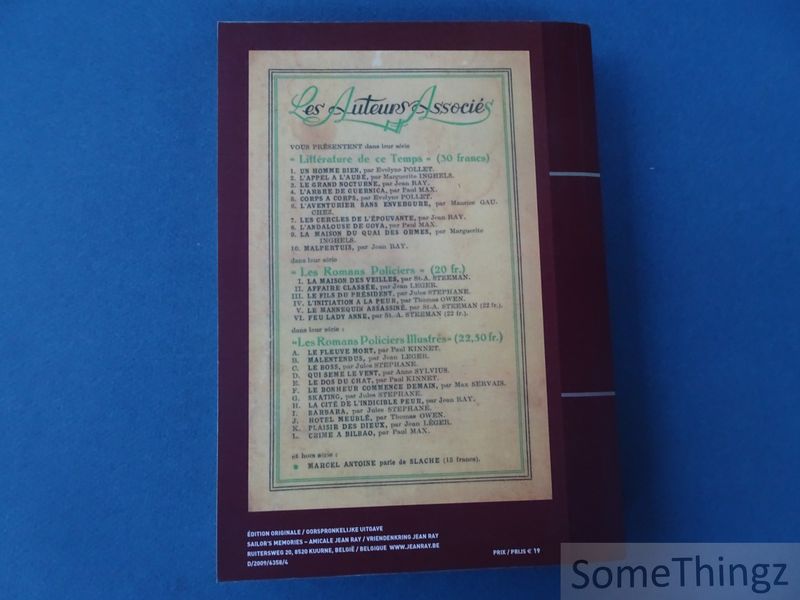 Les Auteurs Associés
VOUS PRÉSENTENT dans leur série
« Littérature de ce Temps » (30 francs)
1. UN HOMME BIEN, par Evelyne POLLET.
2. L'APPEL A L'AUBE, par Marguerite INGHELS.
3. LE GRAND NOCTURNE, par Jean RAY.
4. L'ARBRE DE GUERNICA, par Paul MAX.
5. CORPS A CORPS, par Evelyne POLLET.
6. L'AVENTURIER SANS ENVERGURE, par Maurice GAU-
CHEZ.
7. LES CERCLES DE L'ÉPOUVANTE, par Jean RAY.
8. L'ANDALOUSE DE GOYA, par Paul MAX.
9. LA MAISON DU QUAI DES ORMES, par Marguerite
INGHELS.
10. MALPERTUIS, par Jean RAY.
dans leur série
« Les Romans Policiers » (20 fr.)
I. LA MAISON DES VEILLES, par St.-A. STEEMAN.
II. AFFAIRE CLASSÉE, par Jean LEGER.
III. LE FILS DU PRÉSIDENT, par Jules STEPHANE.
IV. L'INITIATION A LA PEUR, par Thomas OWEN.
V. LE MANNEQUIN ASSASSINÉ, par St.-A. STEEMAN (22 fr.).
VI. FEU LADY ANNE, par St.-A. STEEMAN (22 fr.).
dans leur série :
«Les Romans Policiers Illustrés» (22,50 fr.)
A. LE FLEUVE MORT, par Paul KINNET.
B. MALENTENDUS, par Jean LEGER.
C. LE BOSS, par Jules STEPHANE.
D. QUI SEME LE VENT, par Anne SYLVIUS.
E. LE DOS DU CHAT, par Paul KINNET.
F. LE BONHEUR COMMENCE DEMAIN, par Max SERVAIS.
G. SKATING, par Jules STEPHANE.
H. LA CITÉ DE L'INDICIBLE PEUR, par Jean RAY.
I. BARBARA, par Jules STEPHANE.
J. HOTEL MEUBLÉ, par Thomas OWEN.
K. PLAISIR DES DIEUX, par Jean LÉGER.
L. CRIME A BILBAO, par Paul MAX.
et hors série :
MARCEL ANTOINE parle de SLACHE (15 francs).
ÉDITION ORIGINALE / OORSPRONKELIJKE UITGAVE
SAILOR'S MEMORIES – AMICALE JEAN RAY / VRIENDENKRING JEAN RAY
RUITERSWEG 20, 8520 KUURNE, BELGIË / BELGIQUE WWW.JEANRAY.BE
D/2009/4358/4
PRIX / PRIJS € 19
SomeThingz